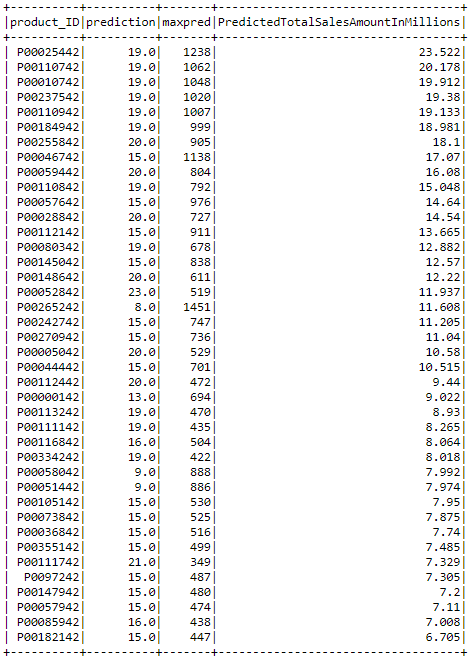 +----------+----------+-------+----------------------------------+
|product_ID|prediction|maxpred|PredictedTotalSalesAmountInMillions|
+----------+----------+-------+----------------------------------+
| P00025442| 19.0| 1238| 23.522|
| P00110742| 19.0| 1062| 20.178|
| P00010742| 19.0| 1048| 19.912|
| P00237542| 19.0| 1020| 19.38|
| P00110942| 19.0| 1007| 19.133|
| P00184942| 19.0| 999| 18.981|
| P00255842| 20.0| 905| 18.1|
| P00046742| 15.0| 1138| 17.07|
| P00059442| 20.0| 804| 16.08|
| P00110842| 19.0| 792| 15.048|
| P00057642| 15.0| 976| 14.64|
| P00028842| 20.0| 727| 14.54|
| P00112142| 15.0| 911| 13.665|
| P00080342| 19.0| 678| 12.882|
| P00145042| 15.0| 838| 12.57|
| P00148642| 20.0| 611| 12.22|
| P00052842| 23.0| 519| 11.937|
| P00265242| 8.0| 1451| 11.608|
| P00242742| 15.0| 747| 11.205|
| P00270942| 15.0| 736| 11.04|
| P00005042| 20.0| 529| 10.58|
| P00044442| 15.0| 701| 10.515|
| P00112442| 20.0| 472| 9.44|
| P00000142| 13.0| 694| 9.022|
| P00113242| 19.0| 470| 8.93|
| P00111142| 19.0| 435| 8.265|
| P00116842| 16.0| 504| 8.064|
| P00334242| 19.0| 422| 8.018|
| P00058042| 9.0| 888| 7.992|
| P00051442| 9.0| 886| 7.974|
| P00105142| 15.0| 530| 7.95|
| P00073842| 15.0| 525| 7.875|
| P00036842| 15.0| 516| 7.74|
| P00355142| 15.0| 499| 7.485|
| P00111742| 21.0| 349| 7.329|
| P0097242| 15.0| 487| 7.305|
| P00147942| 15.0| 480| 7.2|
| P00057942| 15.0| 474| 7.11|
| P00085942| 16.0| 438| 7.008|
| P00182142| 15.0| 447| 6.705|
+----------+----------+-------+----------------------------------+